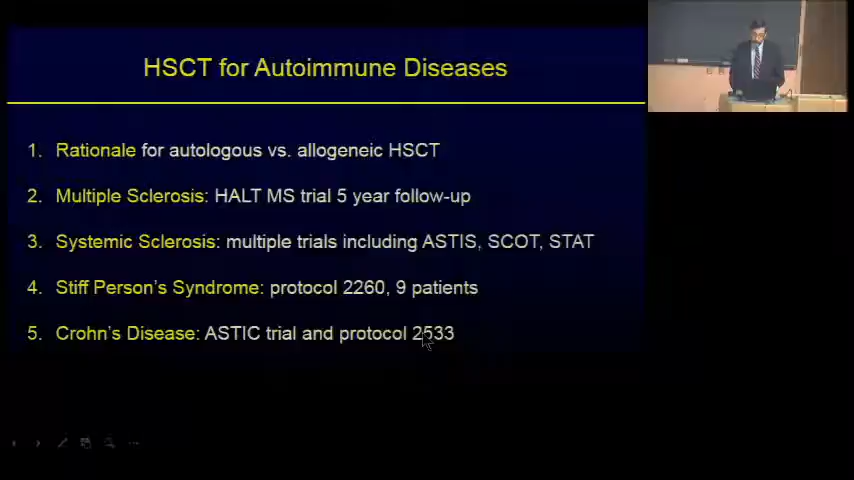 HSCT for Autoimmune Diseases
1. Rationale for autologous vs. allogeneic HSCT
2. Multiple Sclerosis: HALT MS trial 5 year follow-up
3. Systemic Sclerosis: multiple trials including ASTIS, SCOT, STAT
4. Stiff Person's Syndrome: protocol 2260, 9 patients
5. Crohn's Disease: ASTIC trial and protocol 2533